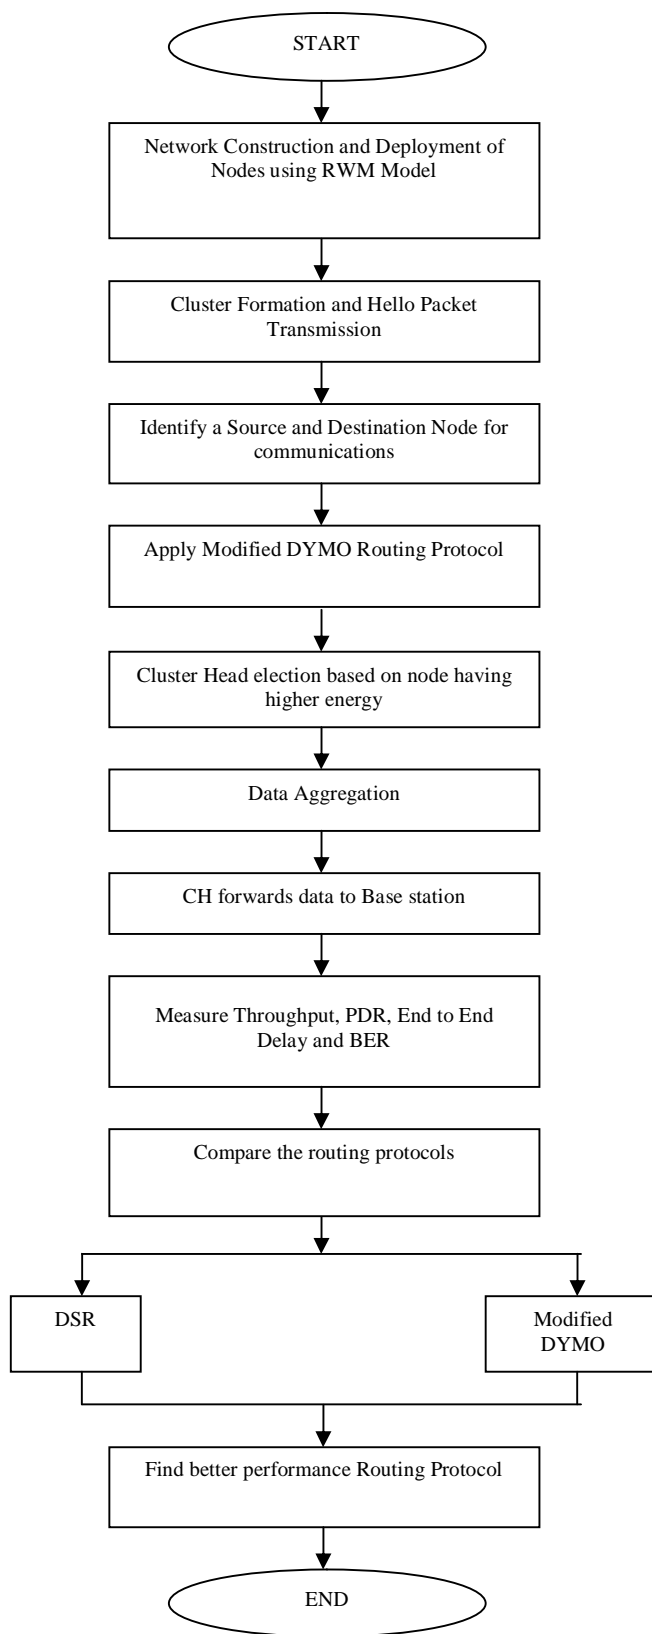 START
Network Construction and Deployment of
Nodes using RWM Model
Cluster Formation and Hello Packet
Transmission
Identify a Source and Destination Node for
communications
Apply Modified DYMO Routing Protocol
Cluster Head election based on node having
higher energy
Data Aggregation
CH forwards data to Base station
Measure Throughput, PDR, End to End
Delay and BER
Compare the routing protocols
DSR
Modified
DYMO
Find better performance Routing Protocol
END